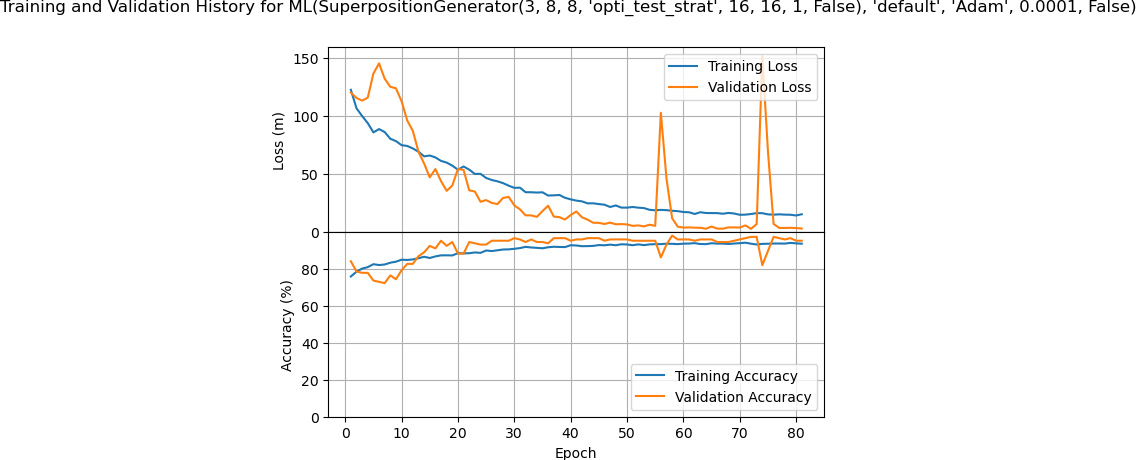 Training and Validation History for ML(SuperpositionGenerator(3, 8, 8, 'opti_test_strat', 16, 16, 1, False), 'default', 'Adam', 0.0001, False)
150
100
50
0
Loss (m)
Training Loss
Validation Loss
80
60
40
20
0
Accuracy (%)
Training Accuracy
Validation Accuracy
0 10 20 30 40 50 60 70 80
Epoch